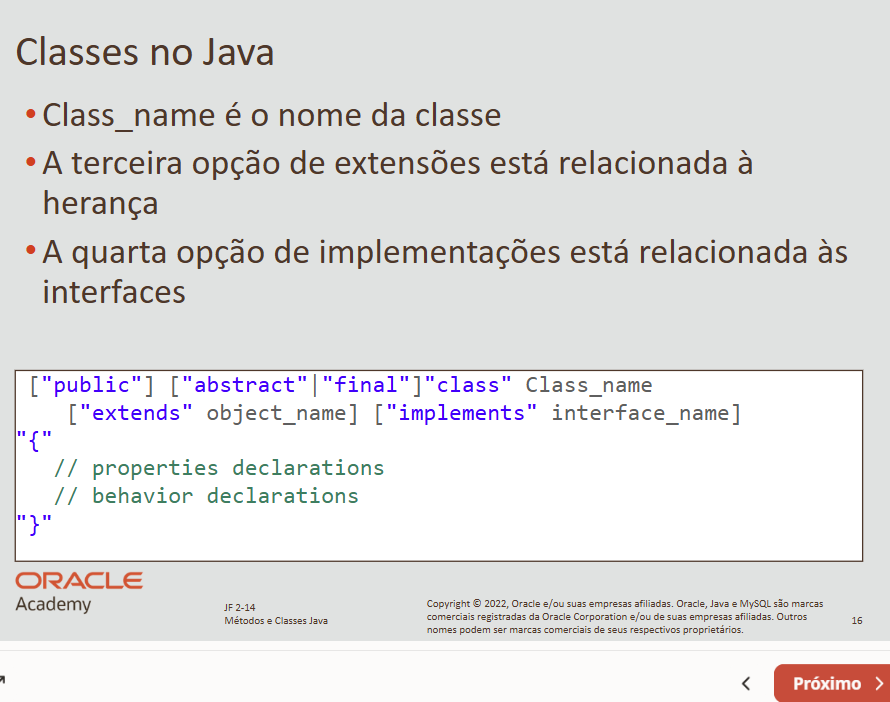 Classes no Java
•Class_name é o nome da classe
•A terceira opção de extensões está relacionada à
herança
•A quarta opção de implementações está relacionada às
interfaces
["public"] ["abstract"|"final"]"class" Class_name
["extends" object_name] ["implements" interface_name]
"{"
// properties declarations
// behavior declarations
"}"
ORACLE
Academy
JF 2-14
Métodos e Classes Java
Copyright © 2022, Oracle e/ou suas empresas afiliadas. Oracle, Java e MySQL são marcas
comerciais registradas da Oracle Corporation e/ou de suas empresas afiliadas. Outros
nomes podem ser marcas comerciais de seus respectivos proprietários.
16
Próximo